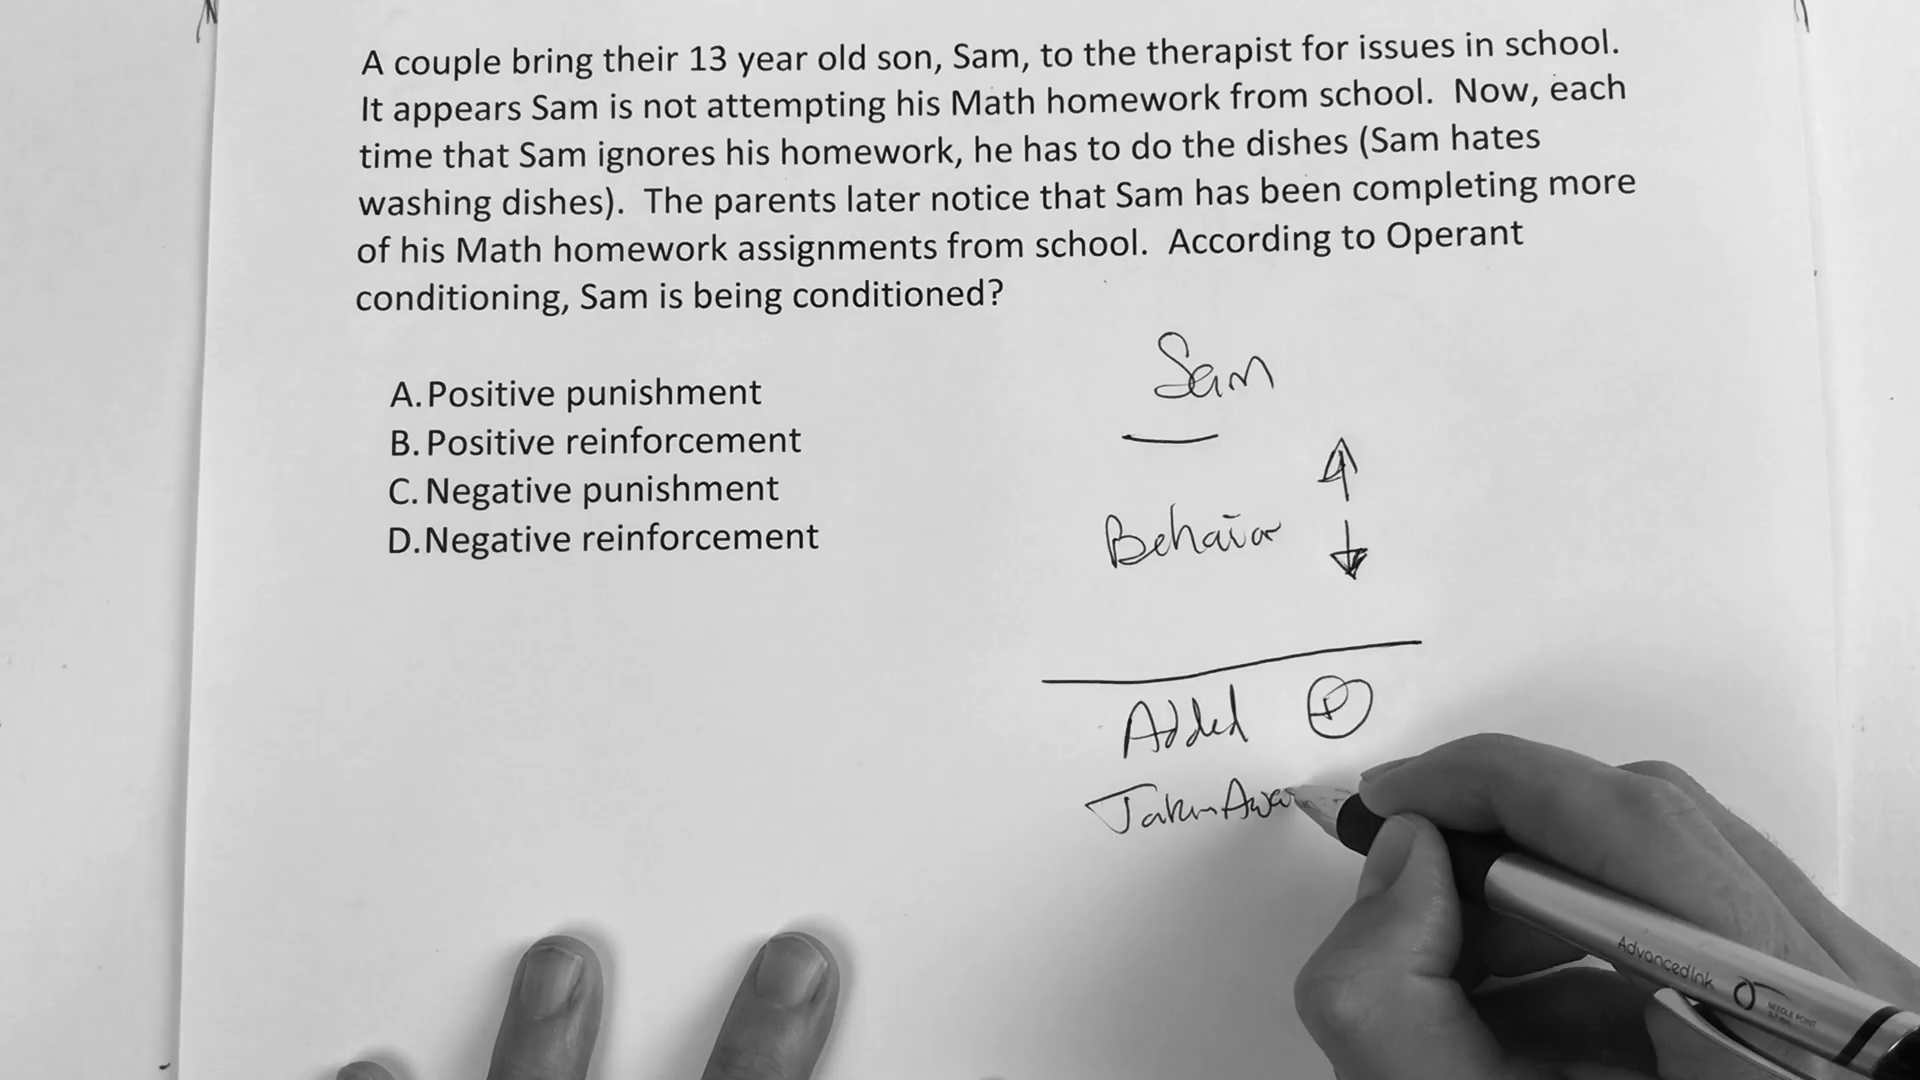 A couple bring their 13 year old son, Sam, to the therapist for issues in school.
It appears Sam is not attempting his Math homework from school. Now, each
time that Sam ignores his homework, he has to do the dishes (Sam hates
washing dishes). The parents later notice that Sam has been completing more
of his Math homework assignments from school. According to Operant
conditioning, Sam is being conditioned?
A. Positive punishment
B. Positive reinforcement
C. Negative punishment
D. Negative reinforcement
Sam
Behavior
Added +
Taken Awa
AdvancedInk
NEEDLE POINT